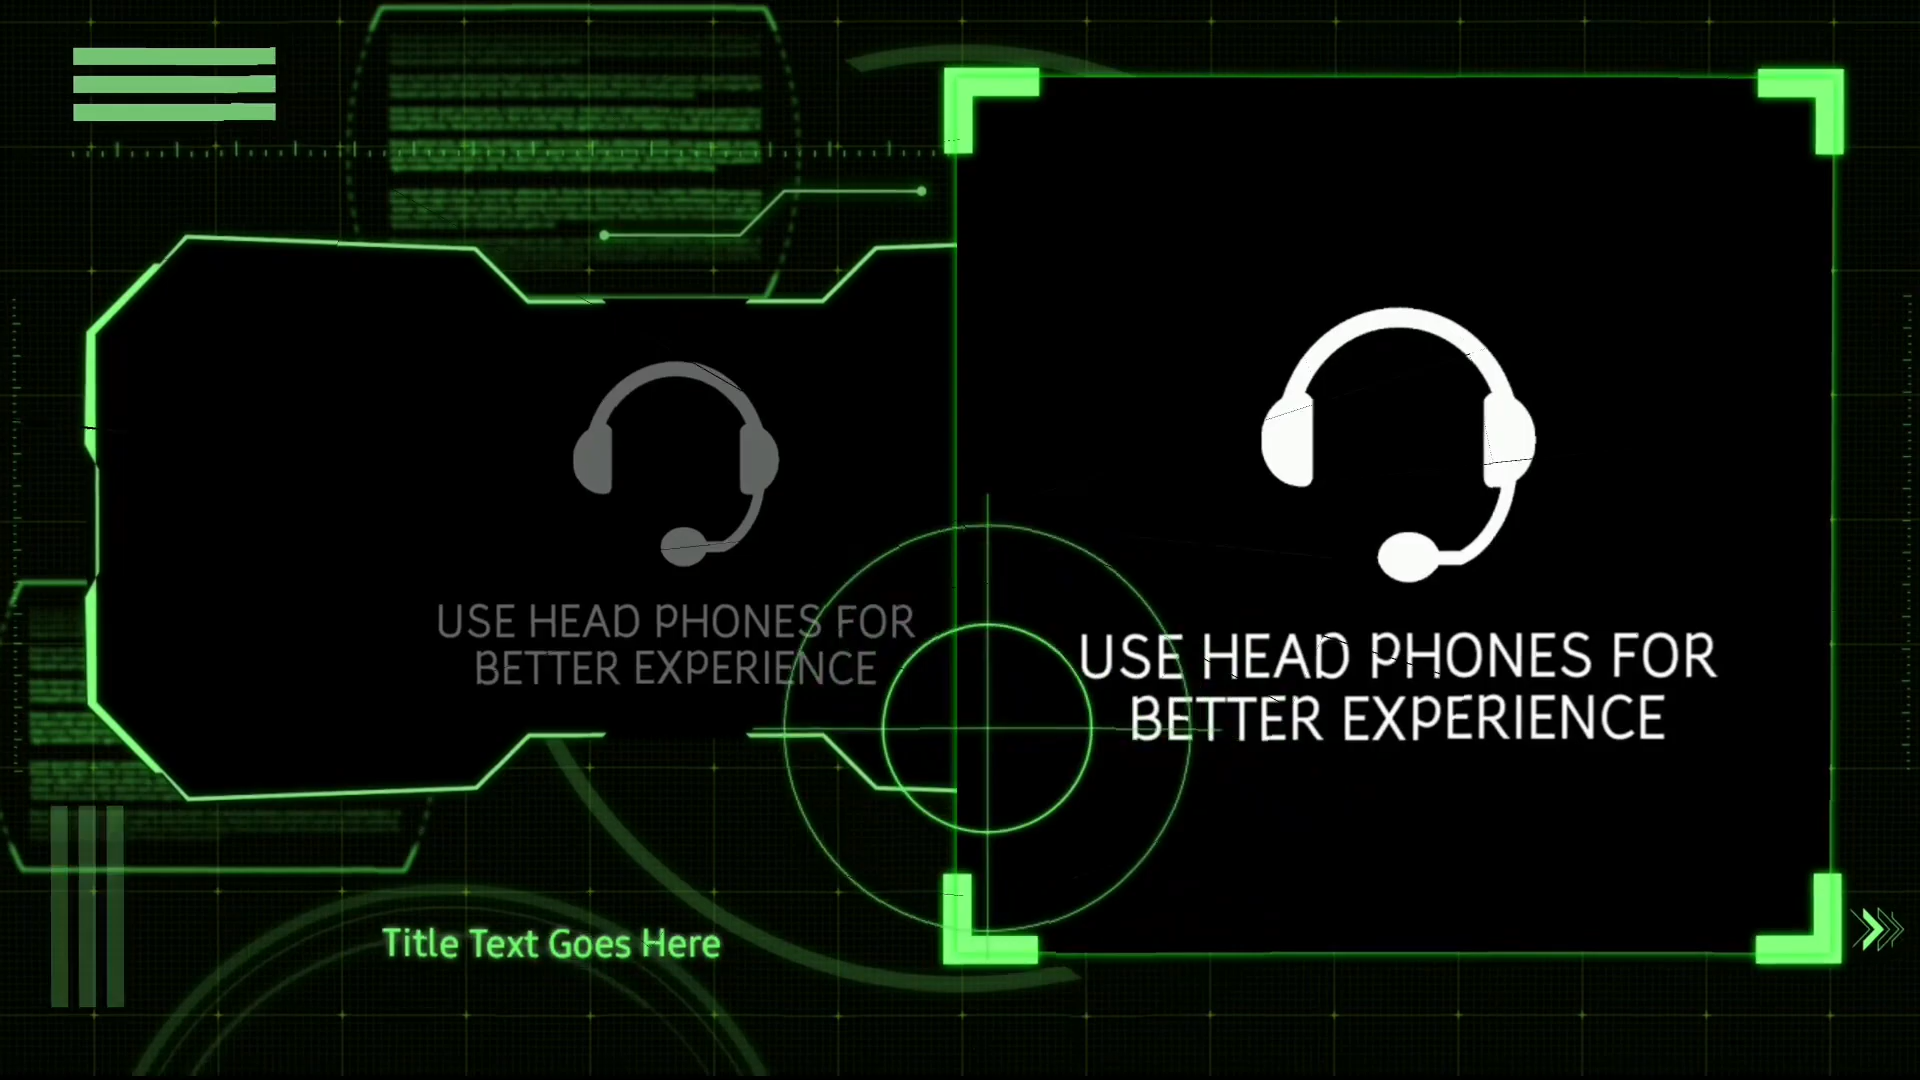 USE HEAD PHONES FOR
BETTER EXPERIENCE
USE HEAD PHONES FOR
BETTER EXPERIENCE
Title Text Goes Here